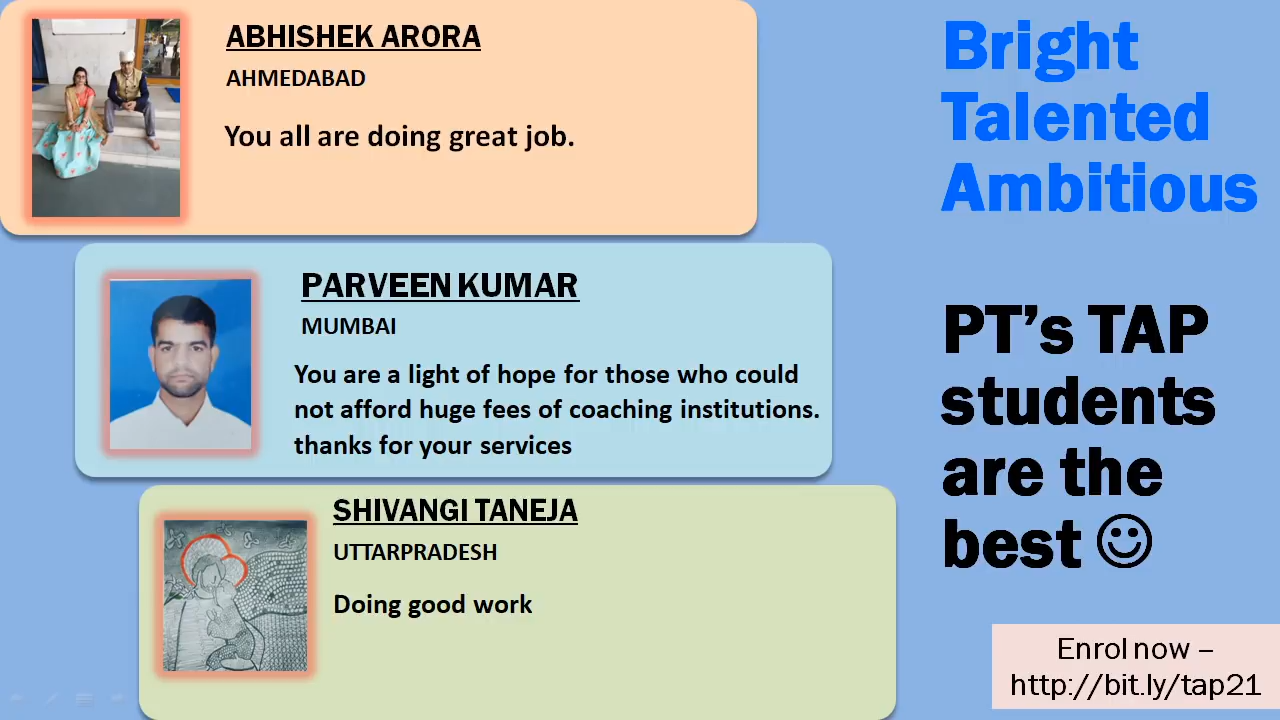 ABHISHEK ARORA
AHMEDABAD
You all are doing great job.
PARVEEN KUMAR
MUMBAI
You are a light of hope for those who could
not afford huge fees of coaching institutions.
thanks for your services
SHIVANGI TANEJA
UTTARPRADESH
Doing good work
Bright
Talented
Ambitious
PT’s TAP
students
are the
best ☺
Enrol now –
http://bit.ly/tap21